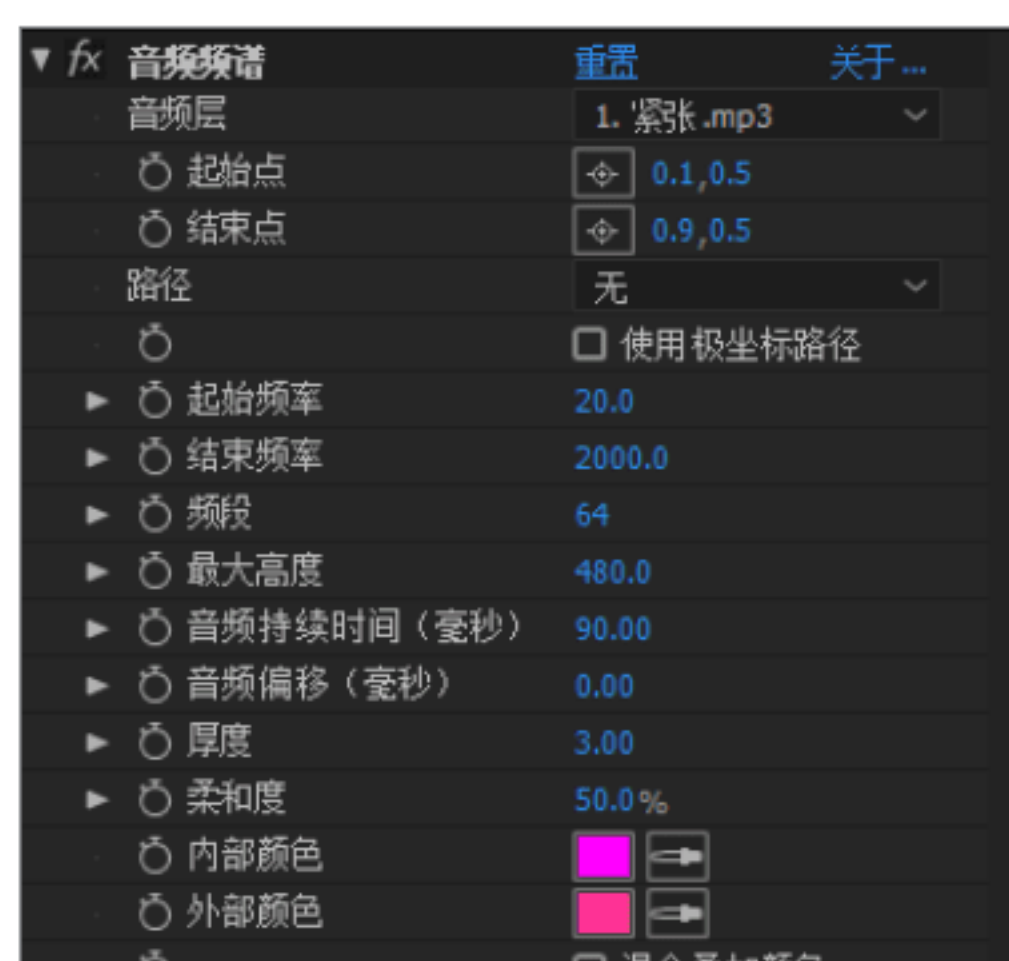 fx 音频频谱 重置 关于...
音频层 1. '紧张.mp3
起始点 0.1,0.5
结束点 0.9,0.5
路径 无
使用极坐标路径
起始频率 20.0
结束频率 2000.0
频段 64
最大高度 480.0
音频持续时间（毫秒） 90.00
音频偏移（毫秒） 0.00
厚度 3.00
柔和度 50.0%
内部颜色
外部颜色